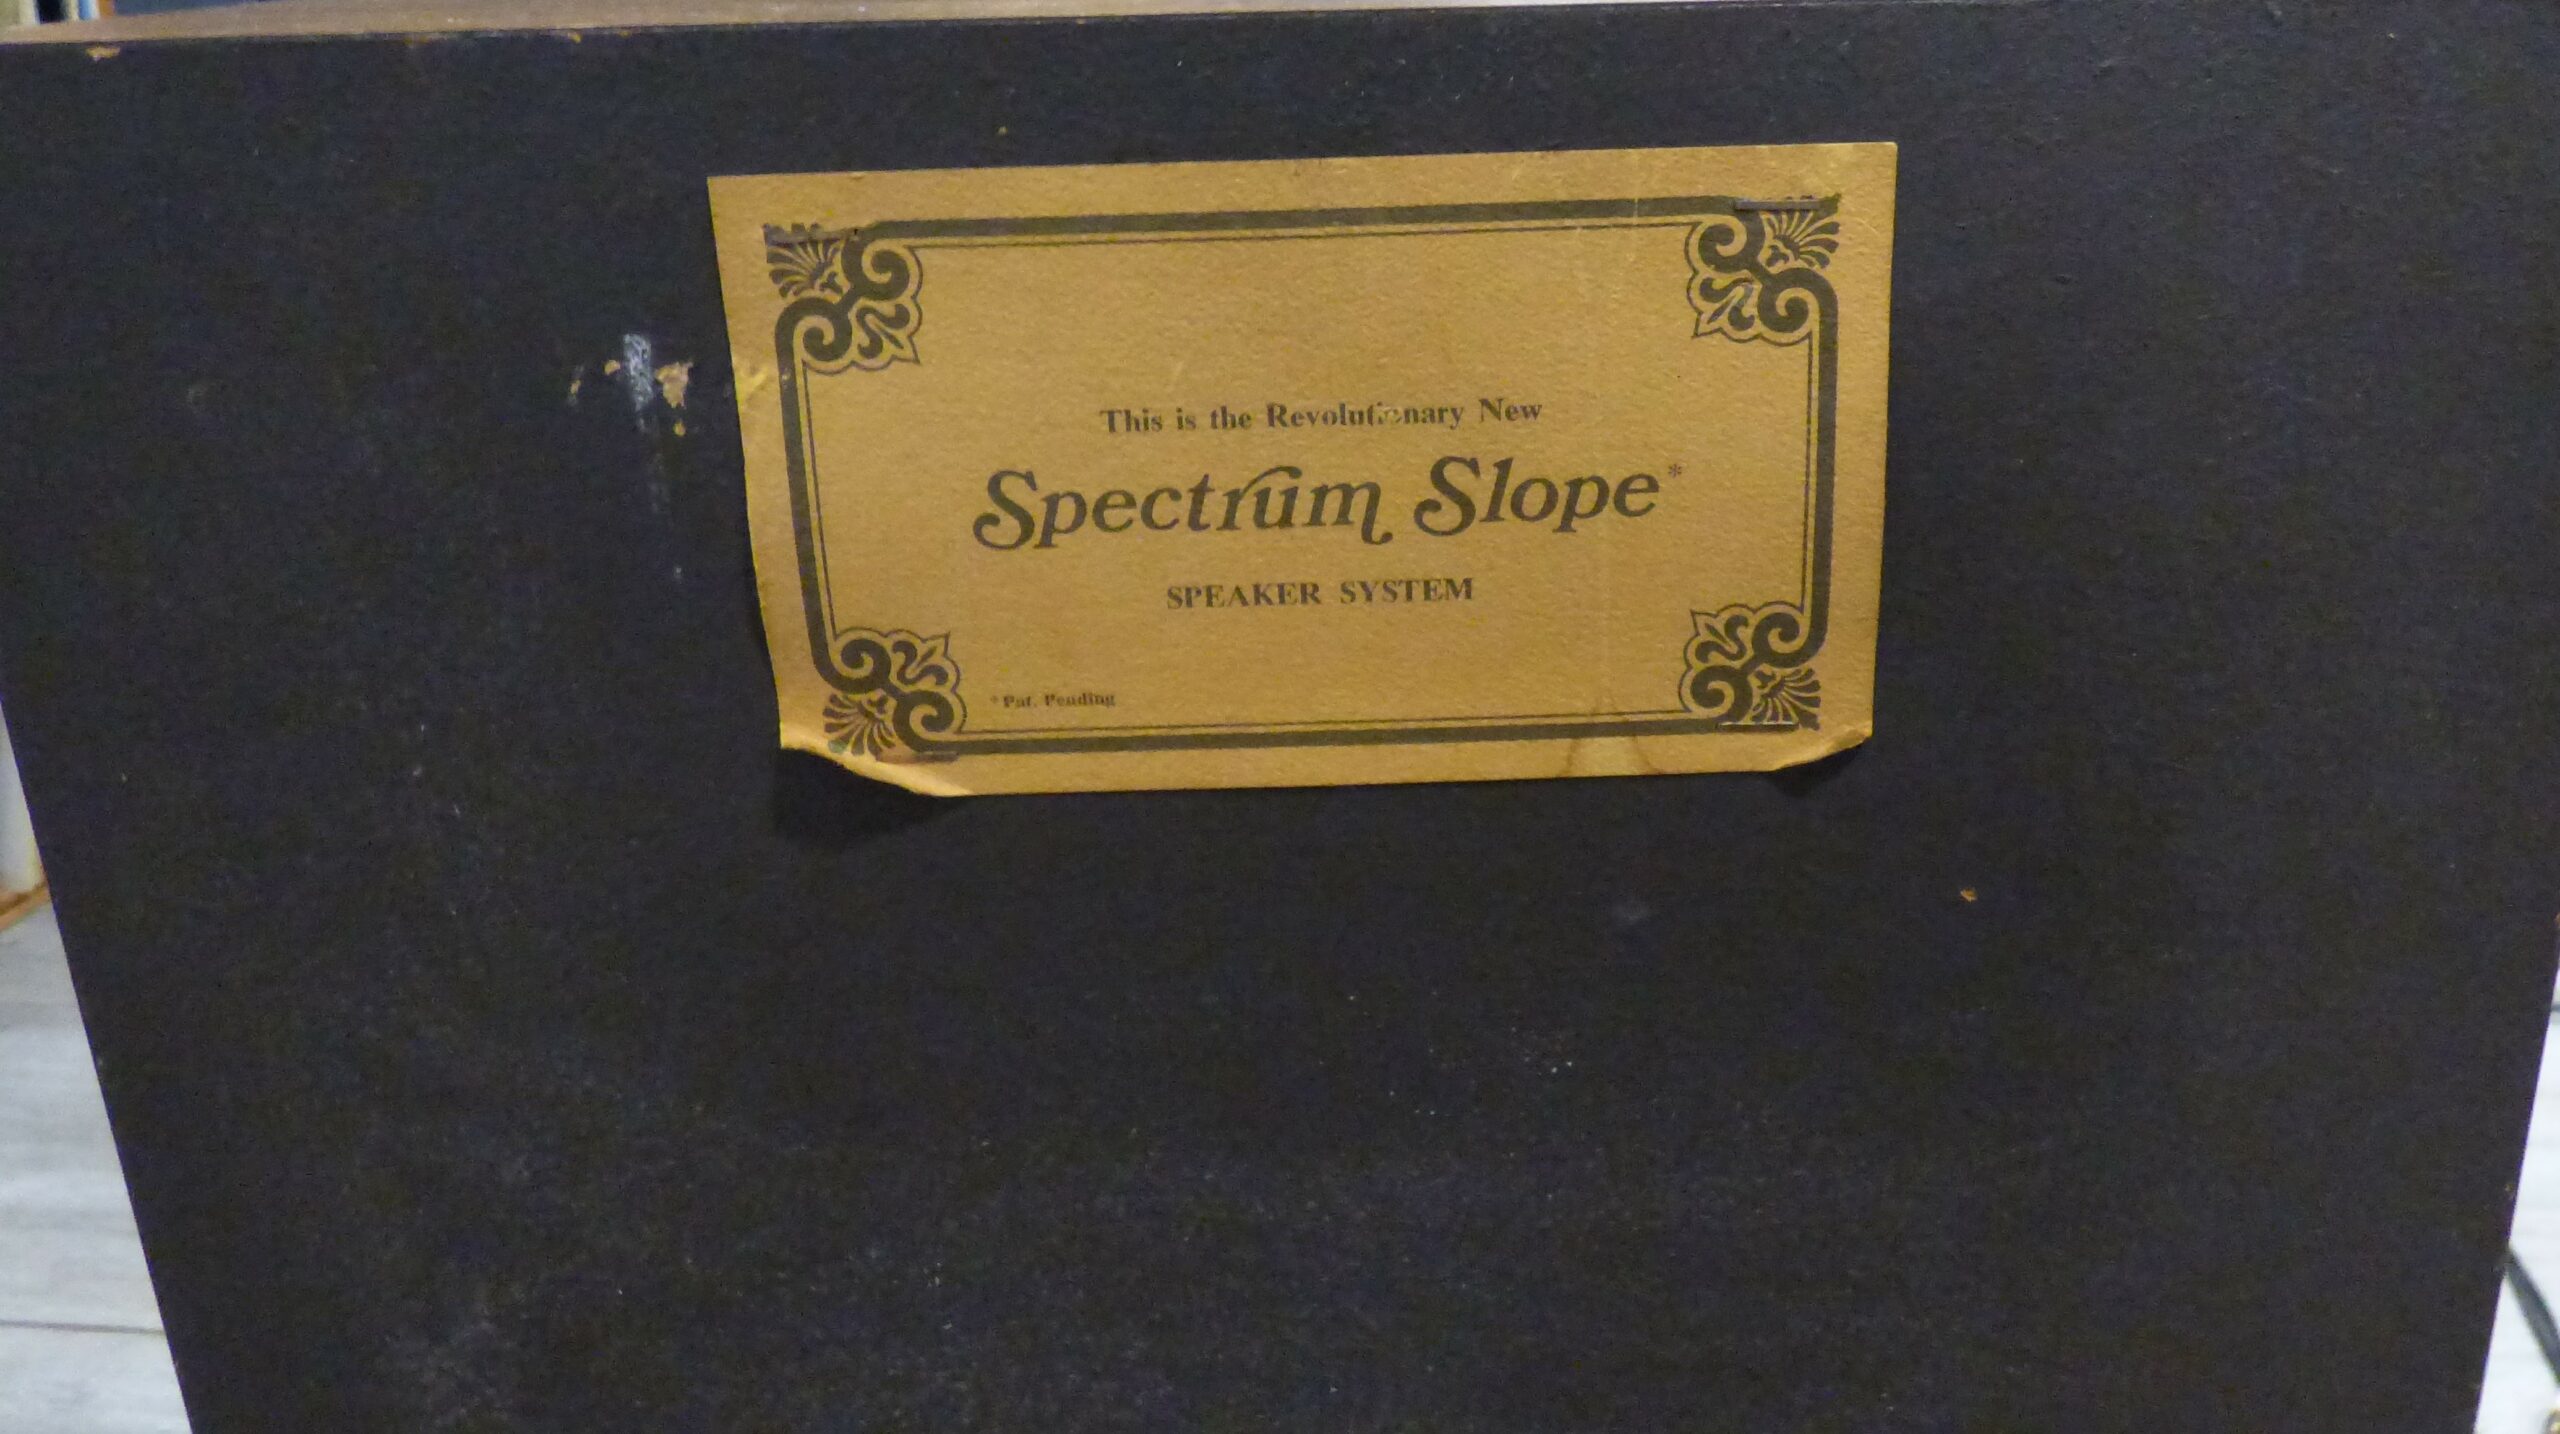 This is the Revolutionary New
Spectrum Slope*
SPEAKER SYSTEM
*Pat. Pending